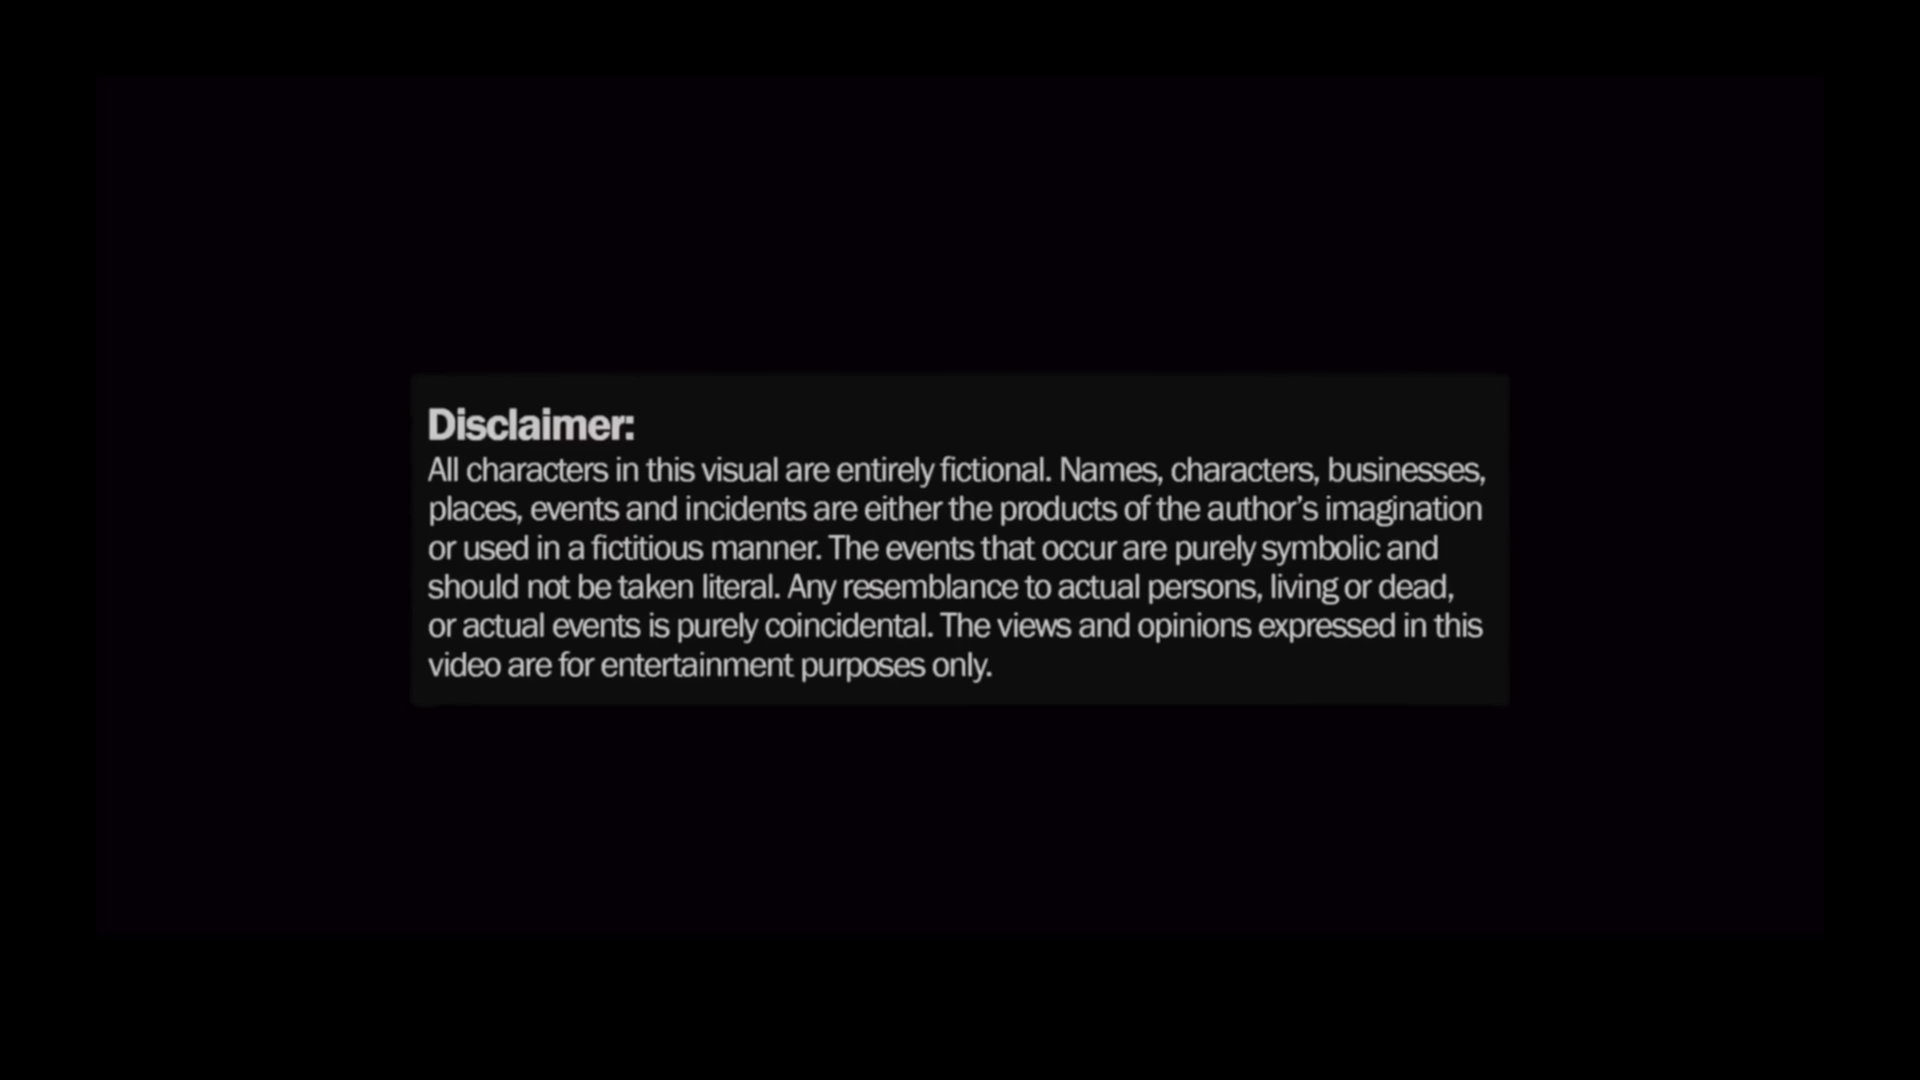 Disclaimer:
All characters in this visual are entirely fictional. Names, characters, businesses,
places, events and incidents are either the products of the author’s imagination
or used in a fictitious manner. The events that occur are purely symbolic and
should not be taken literal. Any resemblance to actual persons, living or dead,
or actual events is purely coincidental. The views and opinions expressed in this
video are for entertainment purposes only.